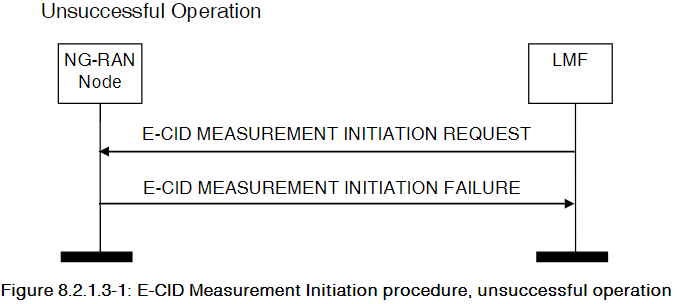 Unsuccessful Operation
NG-RAN
Node
LMF
E-CID MEASUREMENT INITIATION REQUEST
E-CID MEASUREMENT INITIATION FAILURE
Figure 8.2.1.3-1: E-CID Measurement Initiation procedure, unsuccessful operation